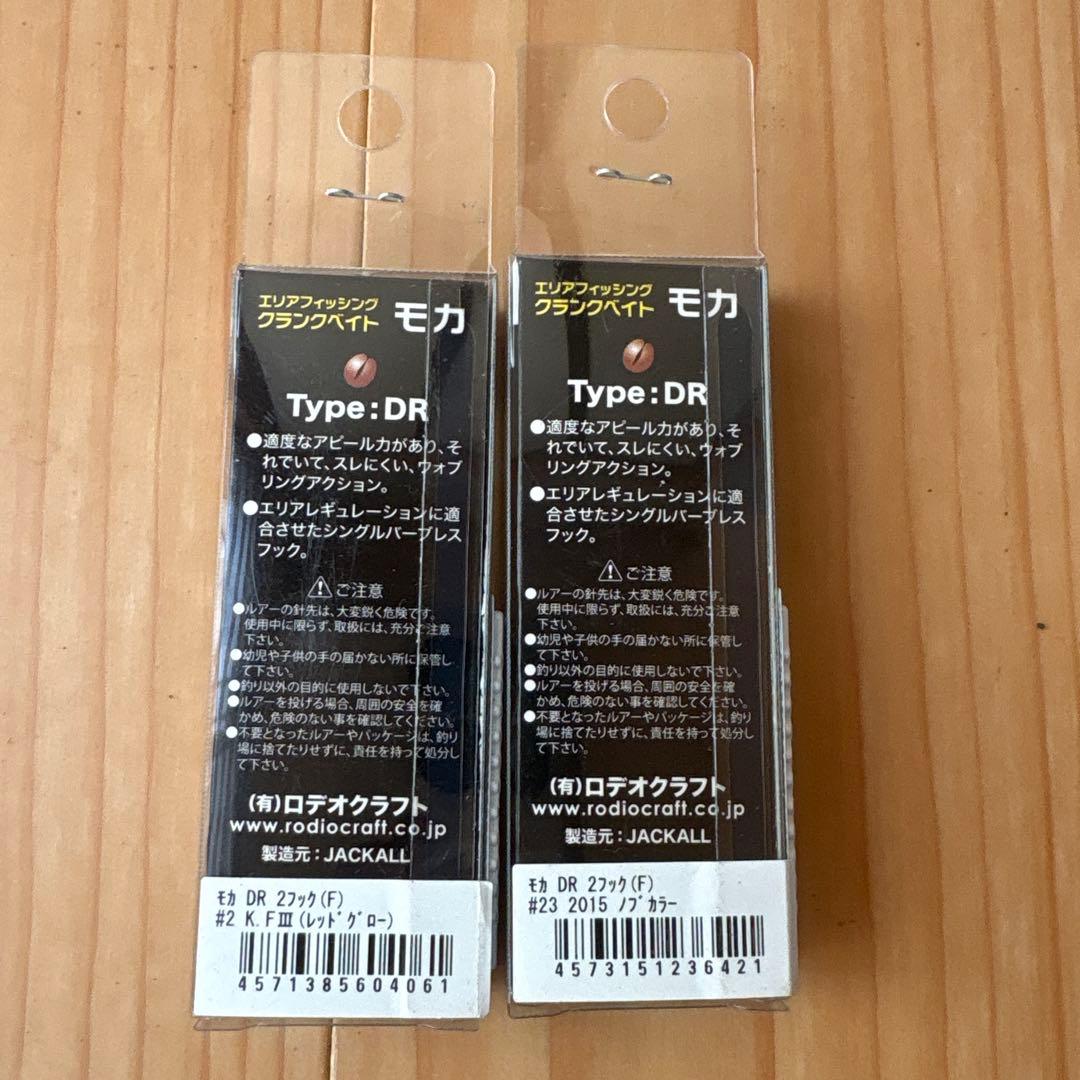 エリアフィッシング
クランクベイト モカ
Type:DR
●適度なアピール力があり、そ
れでいて、スレにくい、ウォブ
リングアクション。
●エリアレギュレーションに適
合させたシングルバーブレス
フック。
⚠ご注意
●ルアーの針先は、大変鋭く危険です。
使用中に限らず、取扱には、充分ご注意
下さい。
●幼児や子供の手の届かない所に保管し
て下さい。
●釣り以外の目的に使用しないで下さい。
●ルアーを投げる場合、周囲の安全を確
かめ、危険のない事を確認してください。
●不要となったルアーやパッケージは、釣り
場に捨てたりせずに、責任を持って処分し
て下さい。
(有)ロデオクラフト
www.rodiocraft.co.jp
製造元:JACKALL
ﾓｶ DR 2ﾌｯｸ(F)
#2 K.FⅢ(ﾚｯﾄﾞｸﾞﾛｰ)
4571385604061
エリアフィッシング
クランクベイト モカ
Type:DR
●適度なアピール力があり、そ
れでいて、スレにくい、ウォブ
リングアクション。
●エリアレギュレーションに適
合させたシングルバーブレス
フック。
⚠ご注意
●ルアーの針先は、大変鋭く危険です。
使用中に限らず、取扱には、充分ご注意
下さい。
●幼児や子供の手の届かない所に保管し
て下さい。
●釣り以外の目的に使用しないで下さい。
●ルアーを投げる場合、周囲の安全を確
かめ、危険のない事を確認してください。
●不要となったルアーやパッケージは、釣り
場に捨てたりせずに、責任を持って処分し
て下さい。
(有)ロデオクラフト
www.rodiocraft.co.jp
製造元:JACKALL
ﾓｶ DR 2ﾌｯｸ(F)
#23 2015 ﾉﾌﾞｶﾗｰ
4573151236421